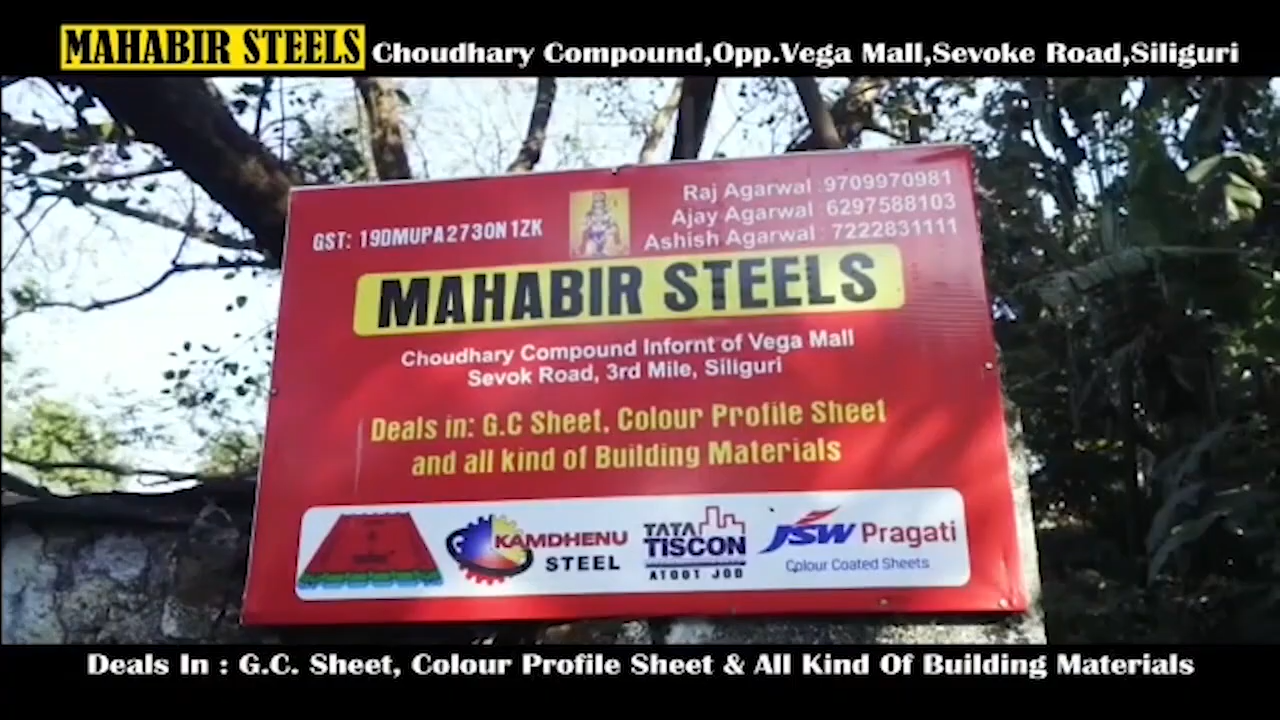 MAHABIR STEELS Choudhary Compound,Opp.Vega Mall,Sevoke Road,Siliguri
Raj Agarwal :9709970981
Ajay Agarwal :6297588103
Ashish Agarwal :7222831111
GST: 19DMUPA2730N1ZK
MAHABIR STEELS
Choudhary Compound Infornt of Vega Mall
Sevok Road, 3rd Mile, Siliguri
Deals in: G.C Sheet, Colour Profile Sheet
and all kind of Building Materials
KAMDHENU
STEEL
TATA
TISCON
ATOOT JOD
JSW Pragati
Colour Coated Sheets
Deals In : G.C. Sheet, Colour Profile Sheet & All Kind Of Building Materials